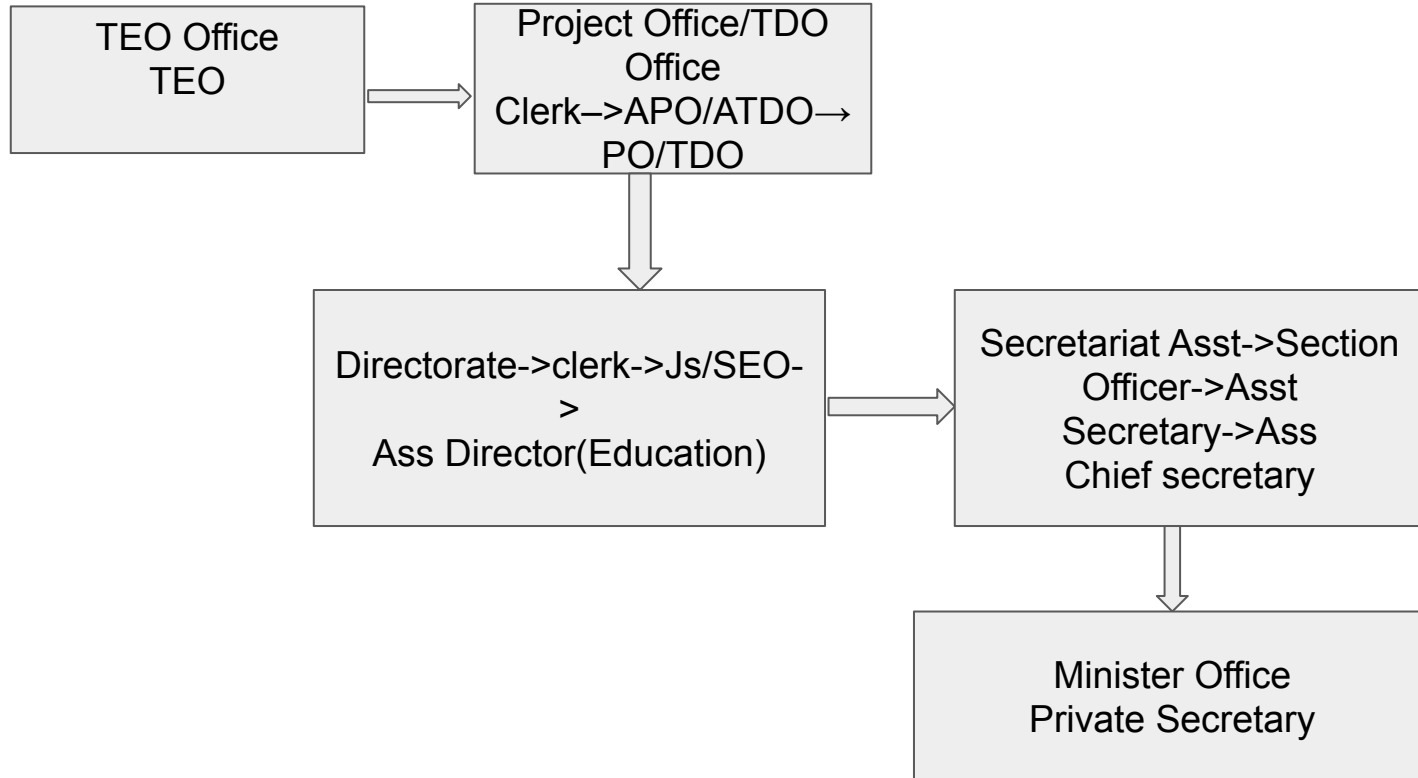 TEO Office
TEO
Project Office/TDO
Office
Clerk–>APO/ATDO→
PO/TDO
Directorate->clerk->Js/SEO-
>
Ass Director(Education)
Secretariat Asst->Section
Officer->Asst
Secretary->Ass
Chief secretary
Minister Office
Private Secretary